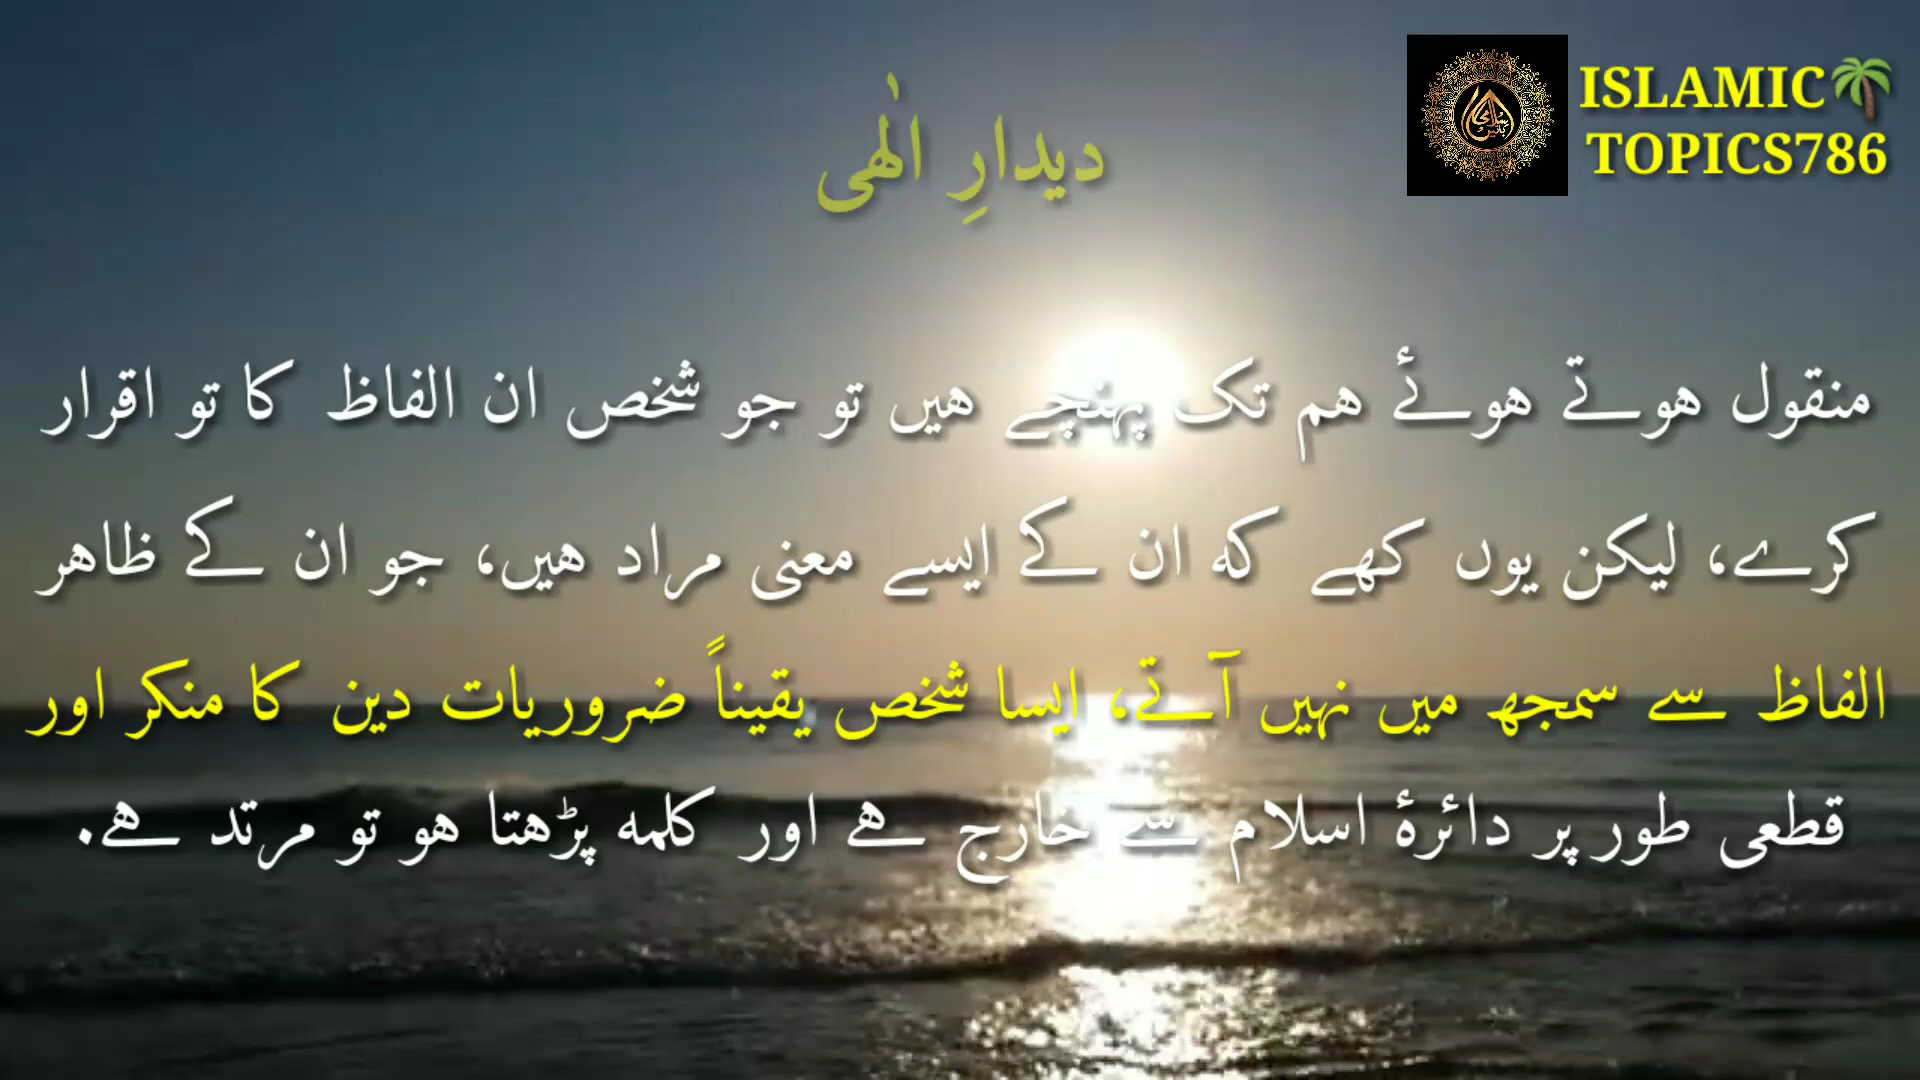 دیدارِ الٰهی
ISLAMIC🌴
TOPICS786
منقول ہوتے ہوئے ہم تک پہنچے ہیں تو جو شخص ان الفاظ کا تو اقرار
کرے، لیکن یوں کہے کہ ان کے ایسے معنی مراد ہیں، جو ان کے ظاہر
الفاظ سے سمجھ میں نہیں آتے، ایسا شخص یقیناً ضروریات دین کا منکر اور
قطعی طور پر دائرۂ اسلام سے خارج ہے اور کلمہ پڑھتا ہو تو مرتد ہے.